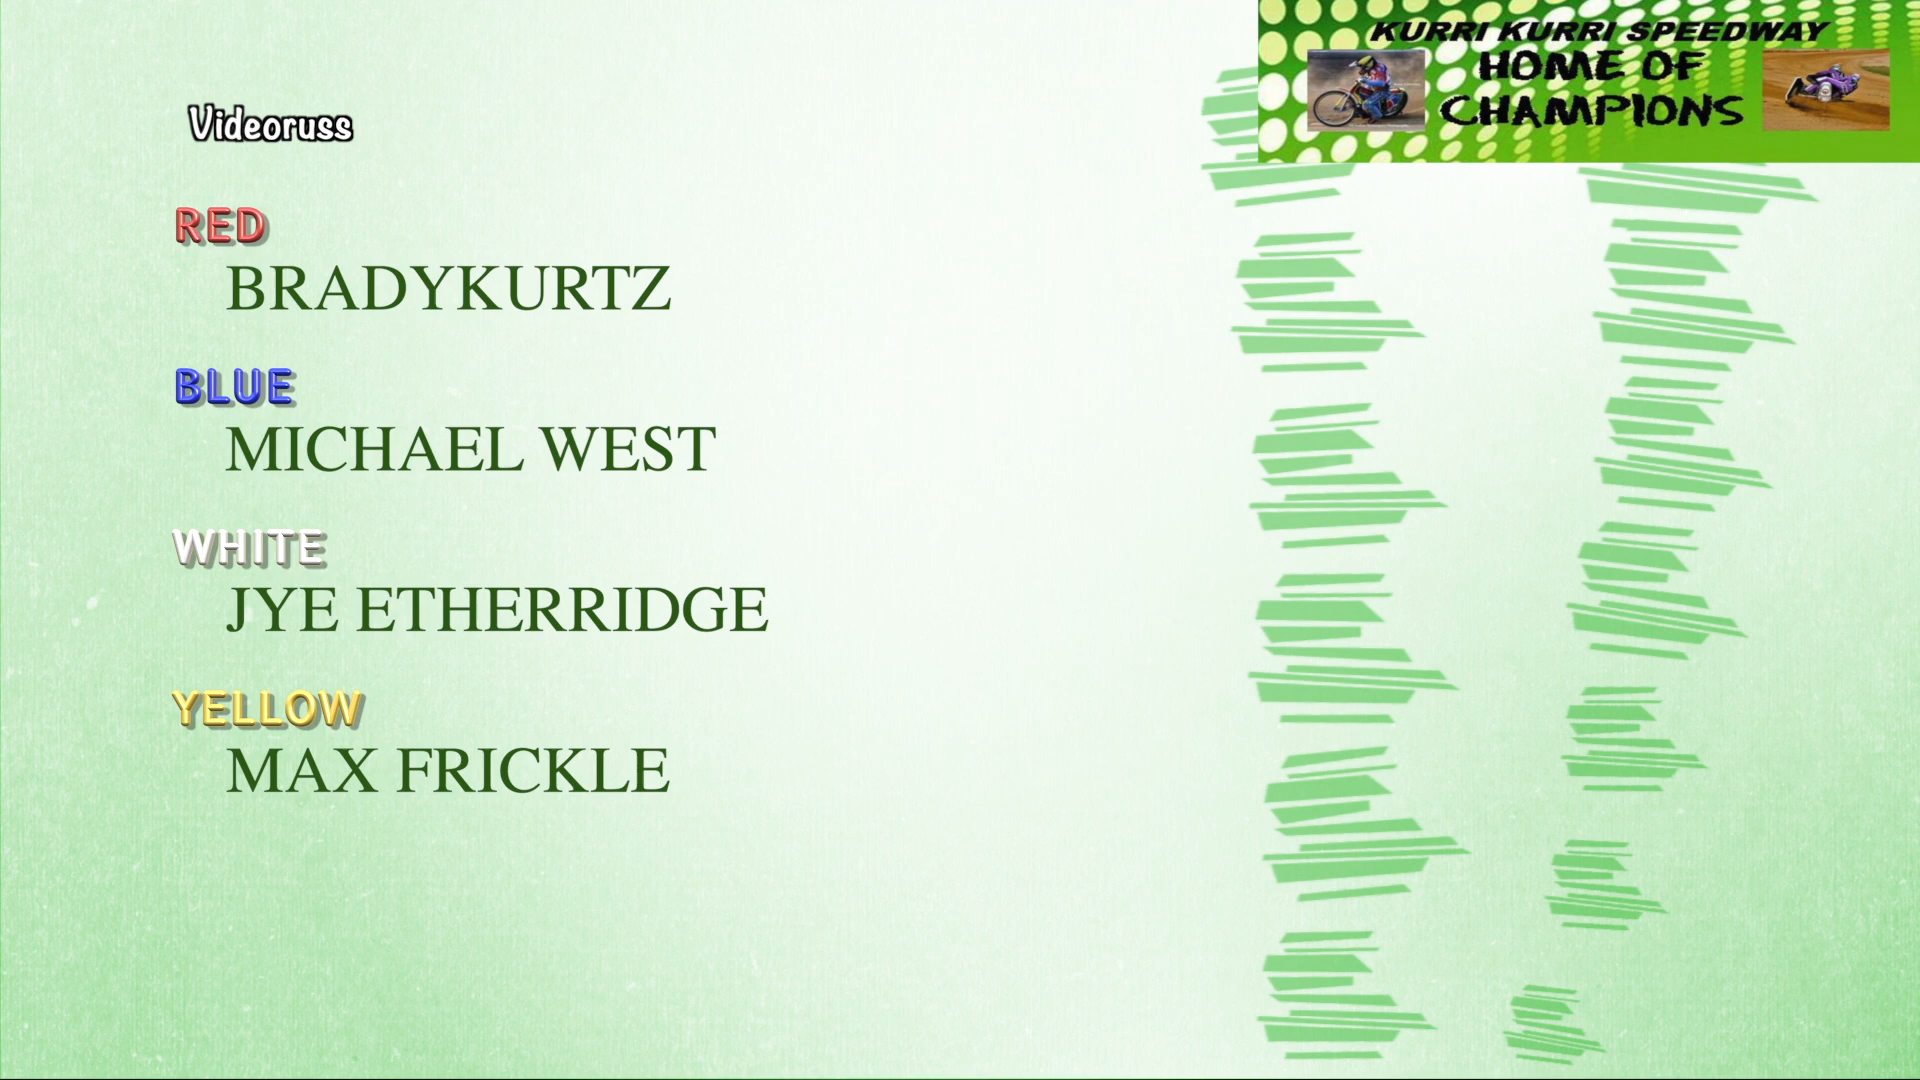 KURRI KURRI SPEEDWAY
HOME OF
CHAMPIONS
Videoruss
RED
BRADYKURTZ
BLUE
MICHAEL WEST
WHITE
JYE ETHERRIDGE
YELLOW
MAX FRICKLE